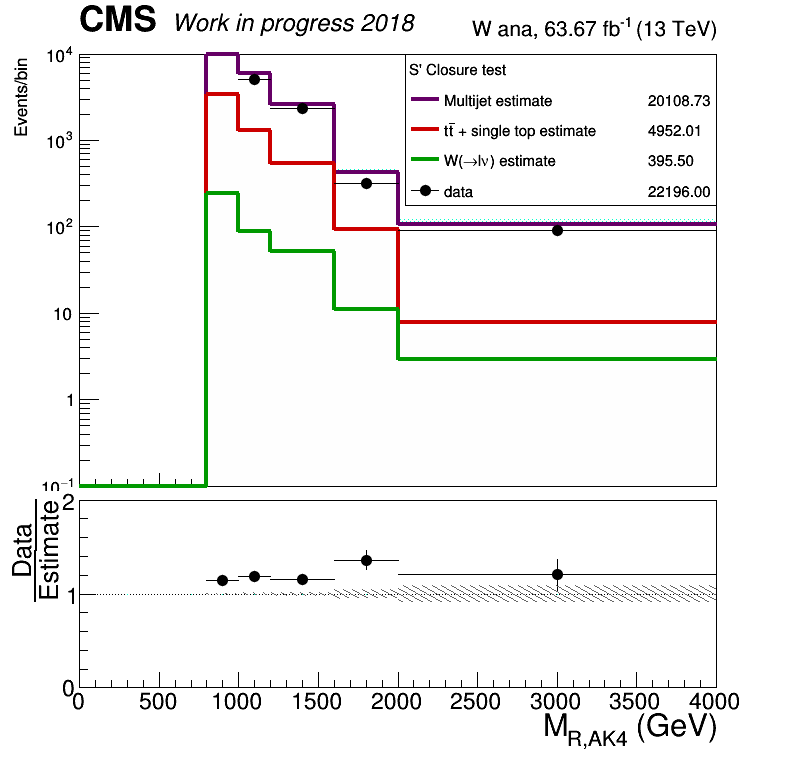 CMS Work in progress 2018 W ana, 63.67 fb⁻¹ (13 TeV)
Events/bin
10⁴
10³
10²
10
1
10⁻¹
S' Closure test
Multijet estimate 20108.73
tt̅ + single top estimate 4952.01
W(→lν) estimate 395.50
data 22196.00
Data
Estimate
2
1
0
0 500 1000 1500 2000 2500 3000 3500 4000
M_R,AK4 (GeV)